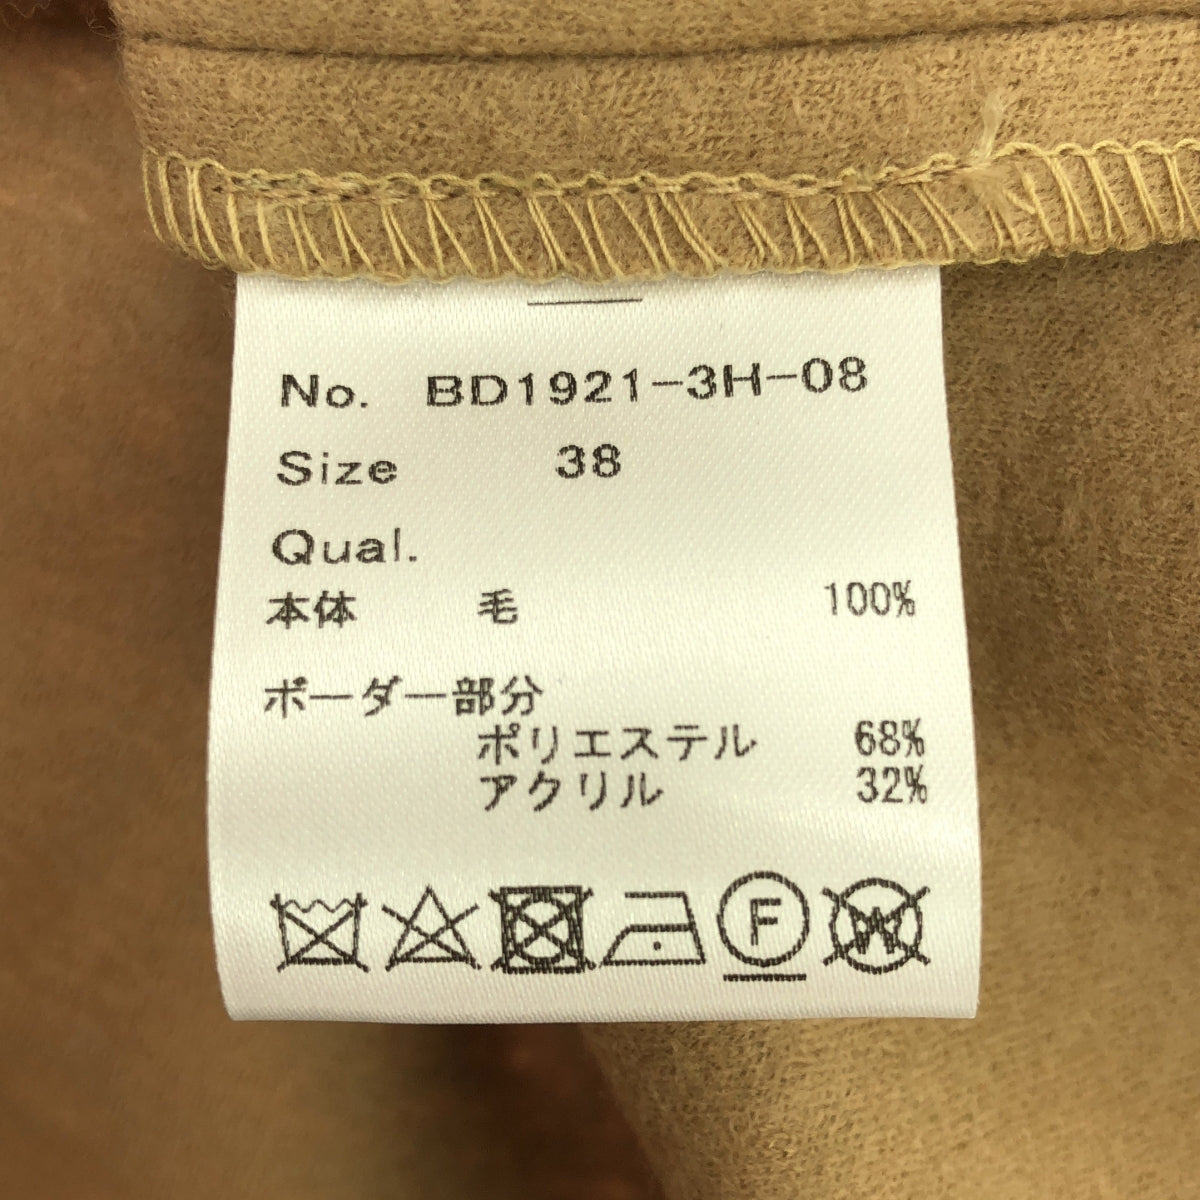 No. BD1921-3H-08
Size 38
Qual.
本体 毛 100%
ボーダー部分
ポリエステル 68%
アクリル 32%
F W